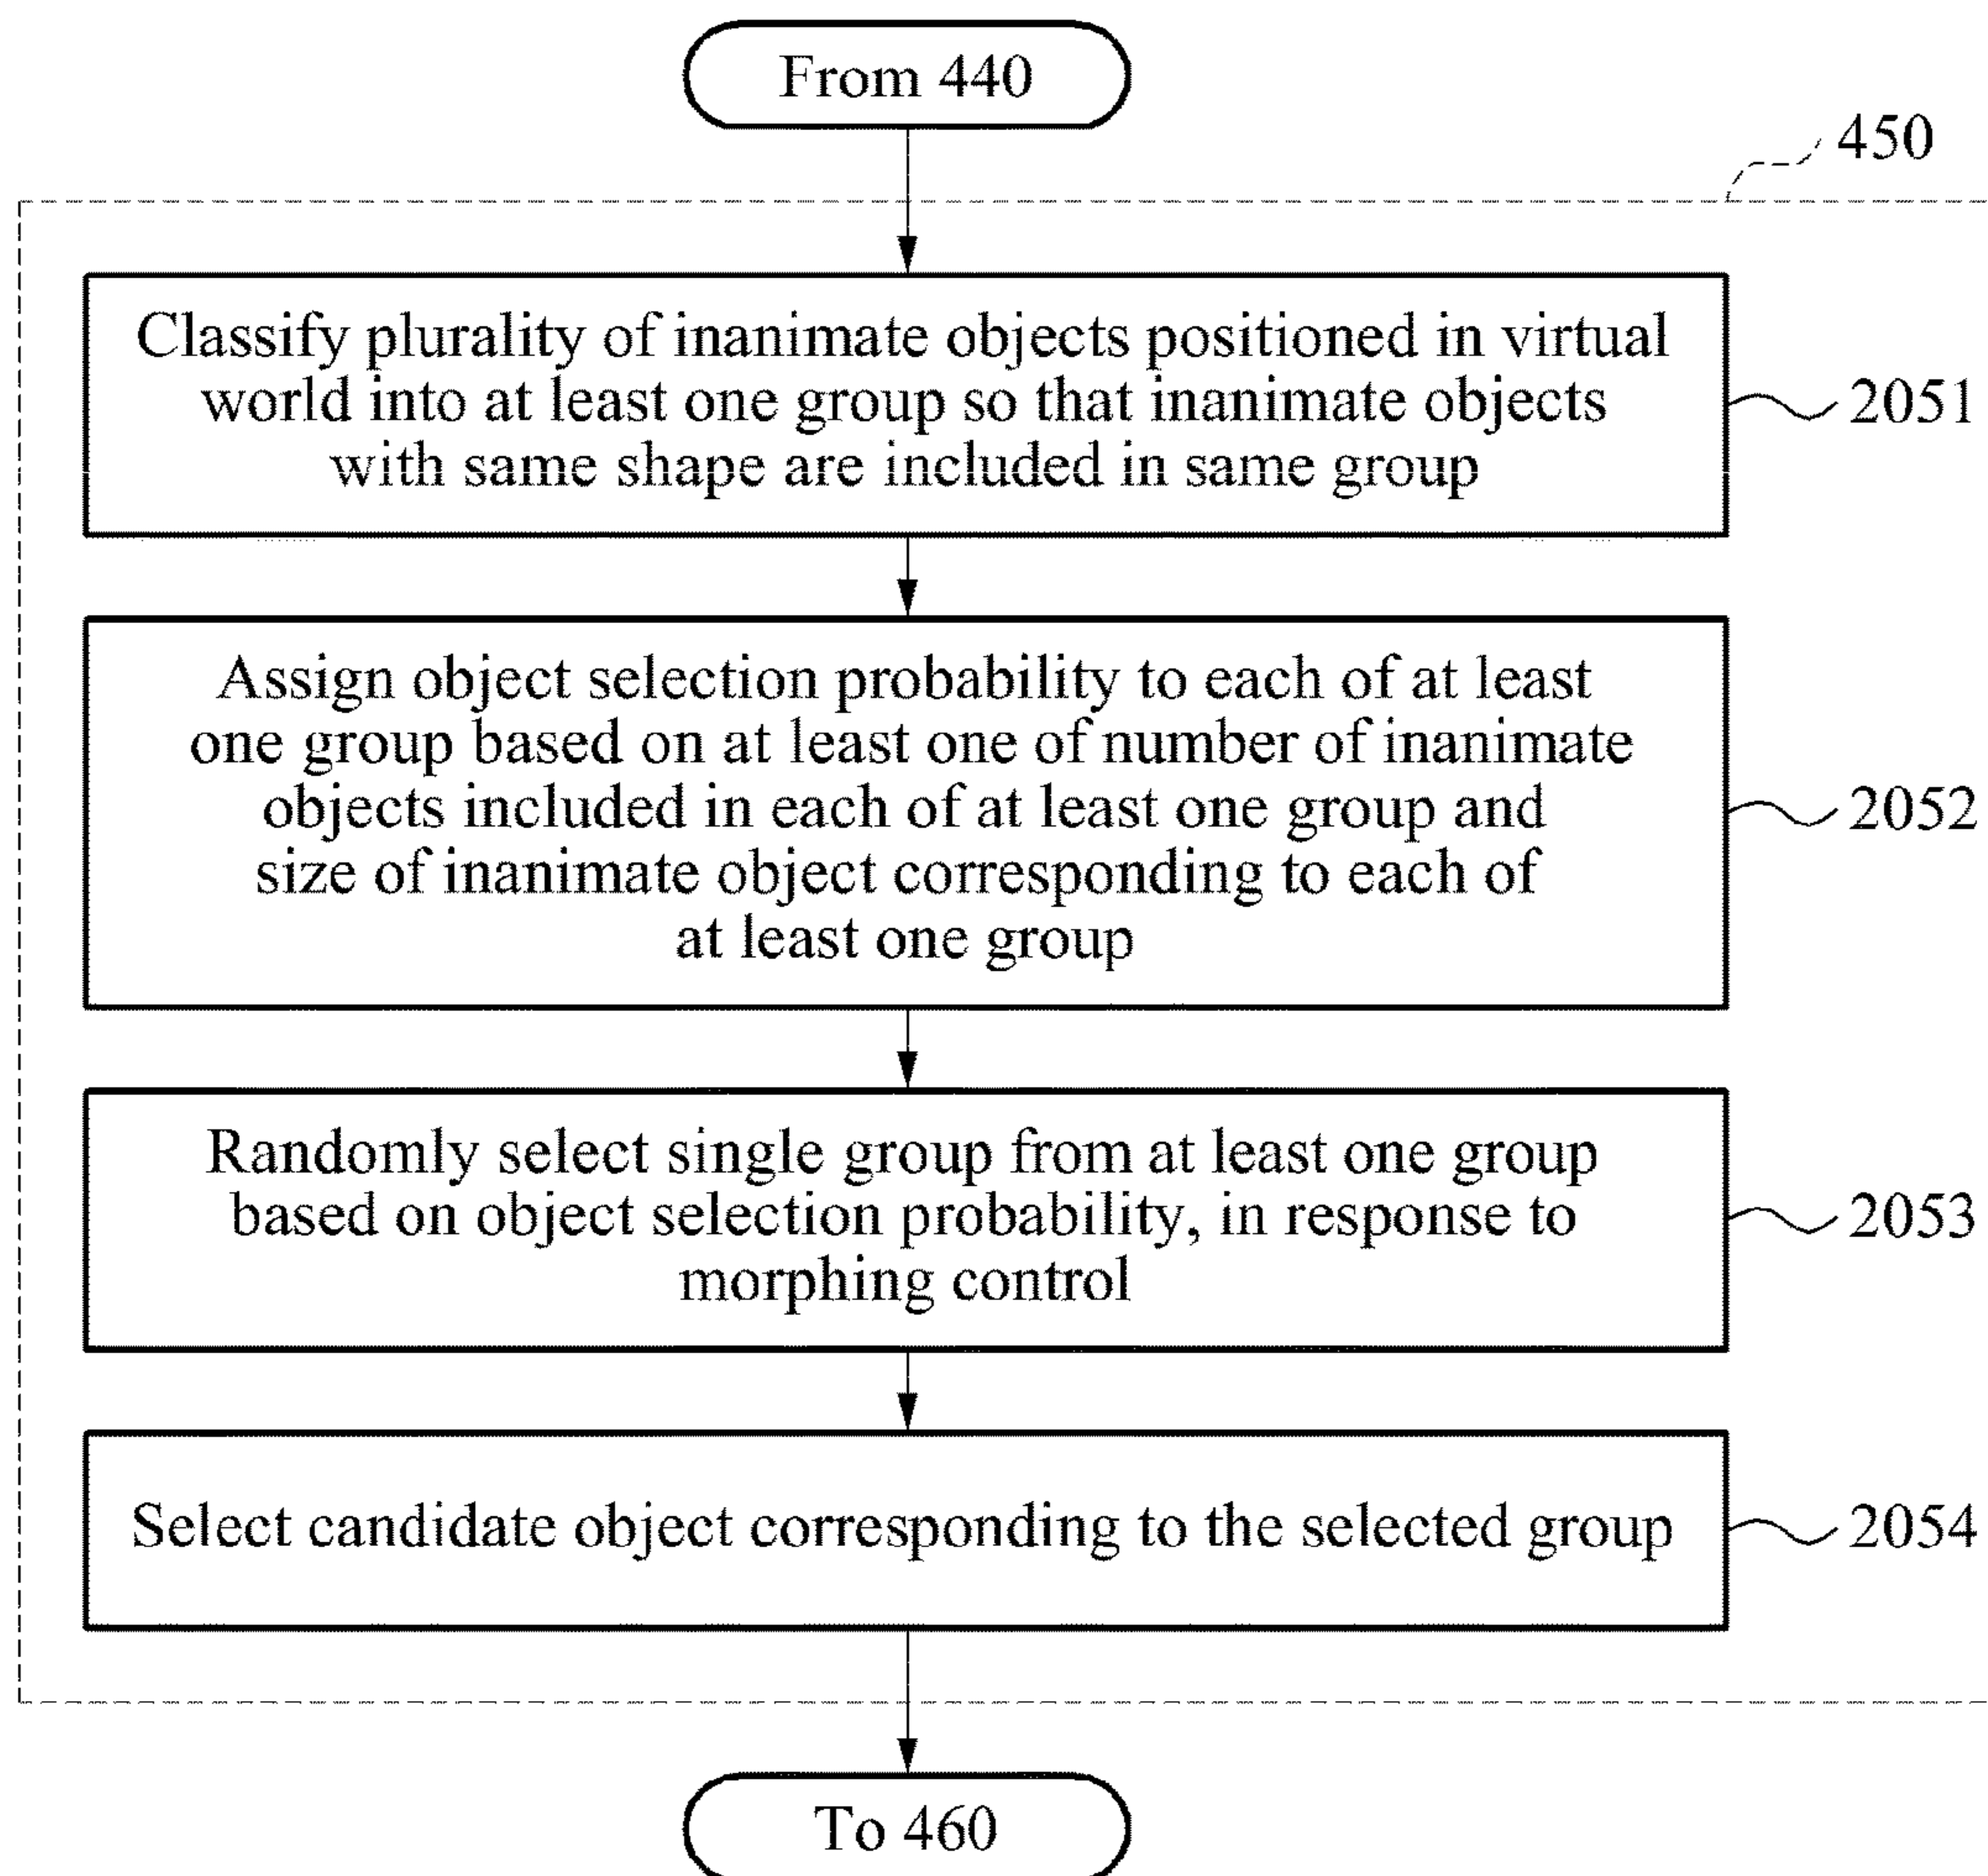 From 440
450
Classify plurality of inanimate objects positioned in virtual
world into at least one group so that inanimate objects
with same shape are included in same group
2051
Assign object selection probability to each of at least
one group based on at least one of number of inanimate
objects included in each of at least one group and
size of inanimate object corresponding to each of
at least one group
2052
Randomly select single group from at least one group
based on object selection probability, in response to
morphing control
2053
Select candidate object corresponding to the selected group
2054
To 460